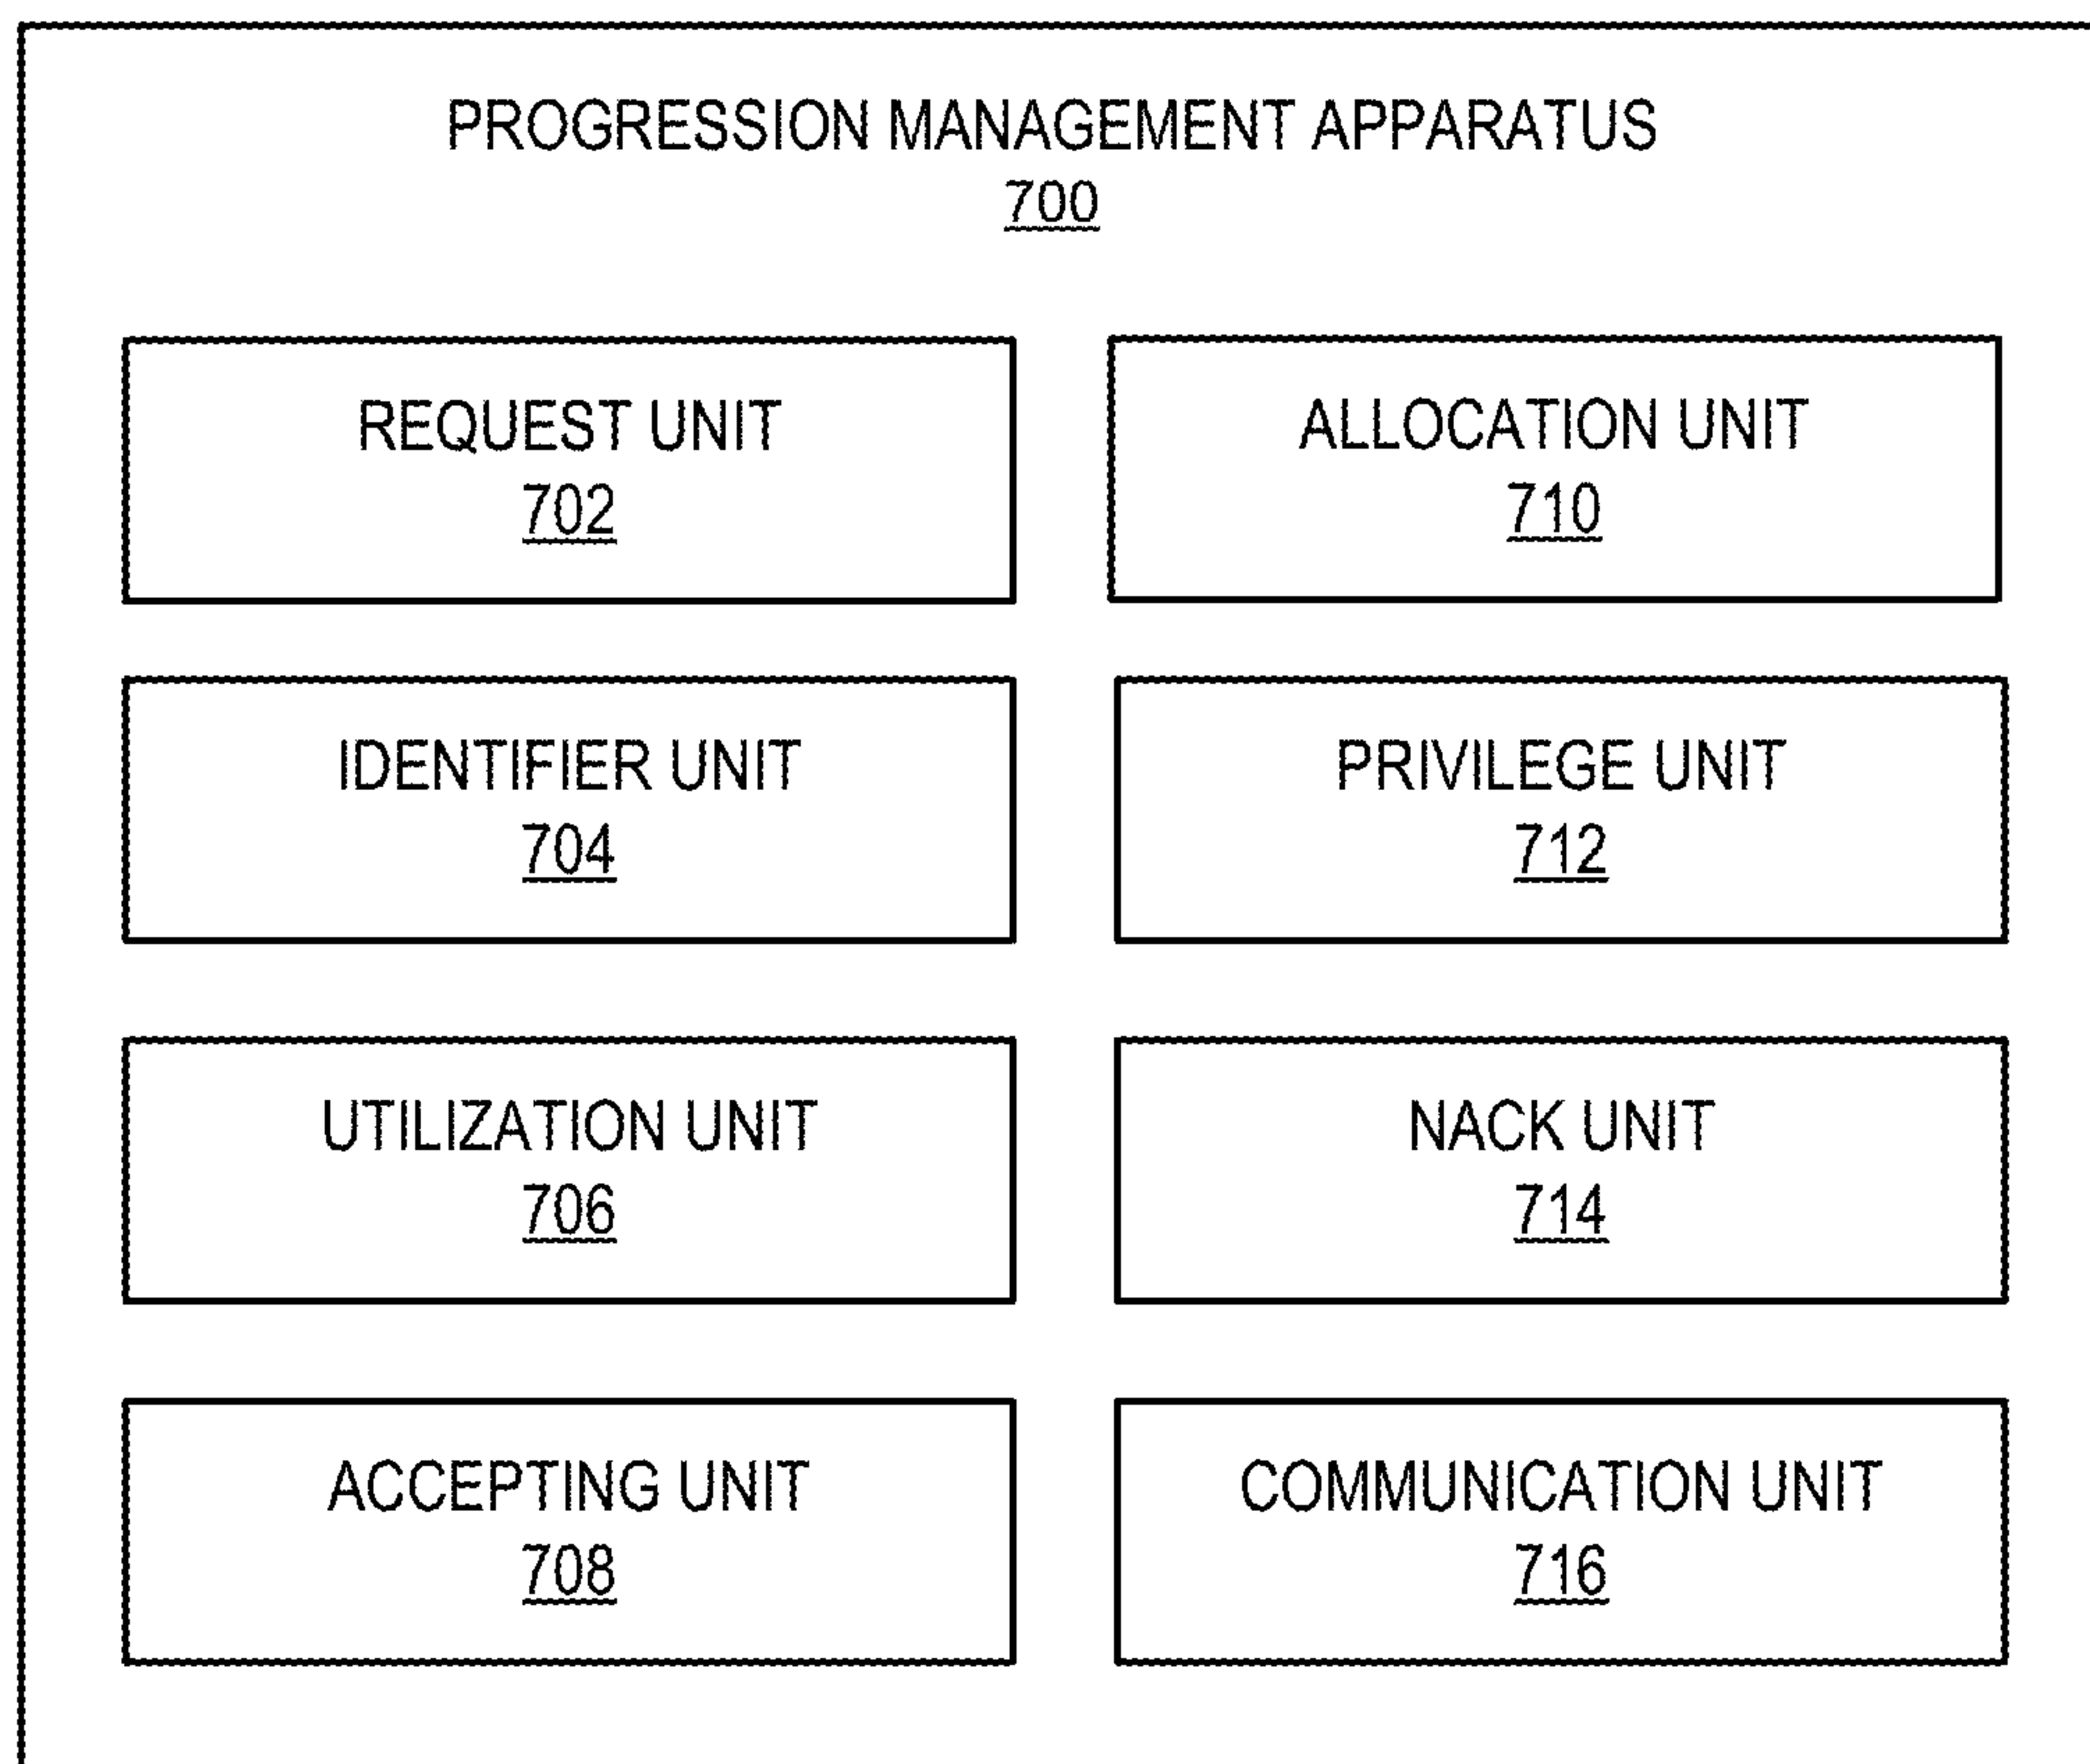 PROGRESSION MANAGEMENT APPARATUS
700
REQUEST UNIT
702
ALLOCATION UNIT
710
IDENTIFIER UNIT
704
PRIVILEGE UNIT
712
UTILIZATION UNIT
706
NACK UNIT
714
ACCEPTING UNIT
708
COMMUNICATION UNIT
716